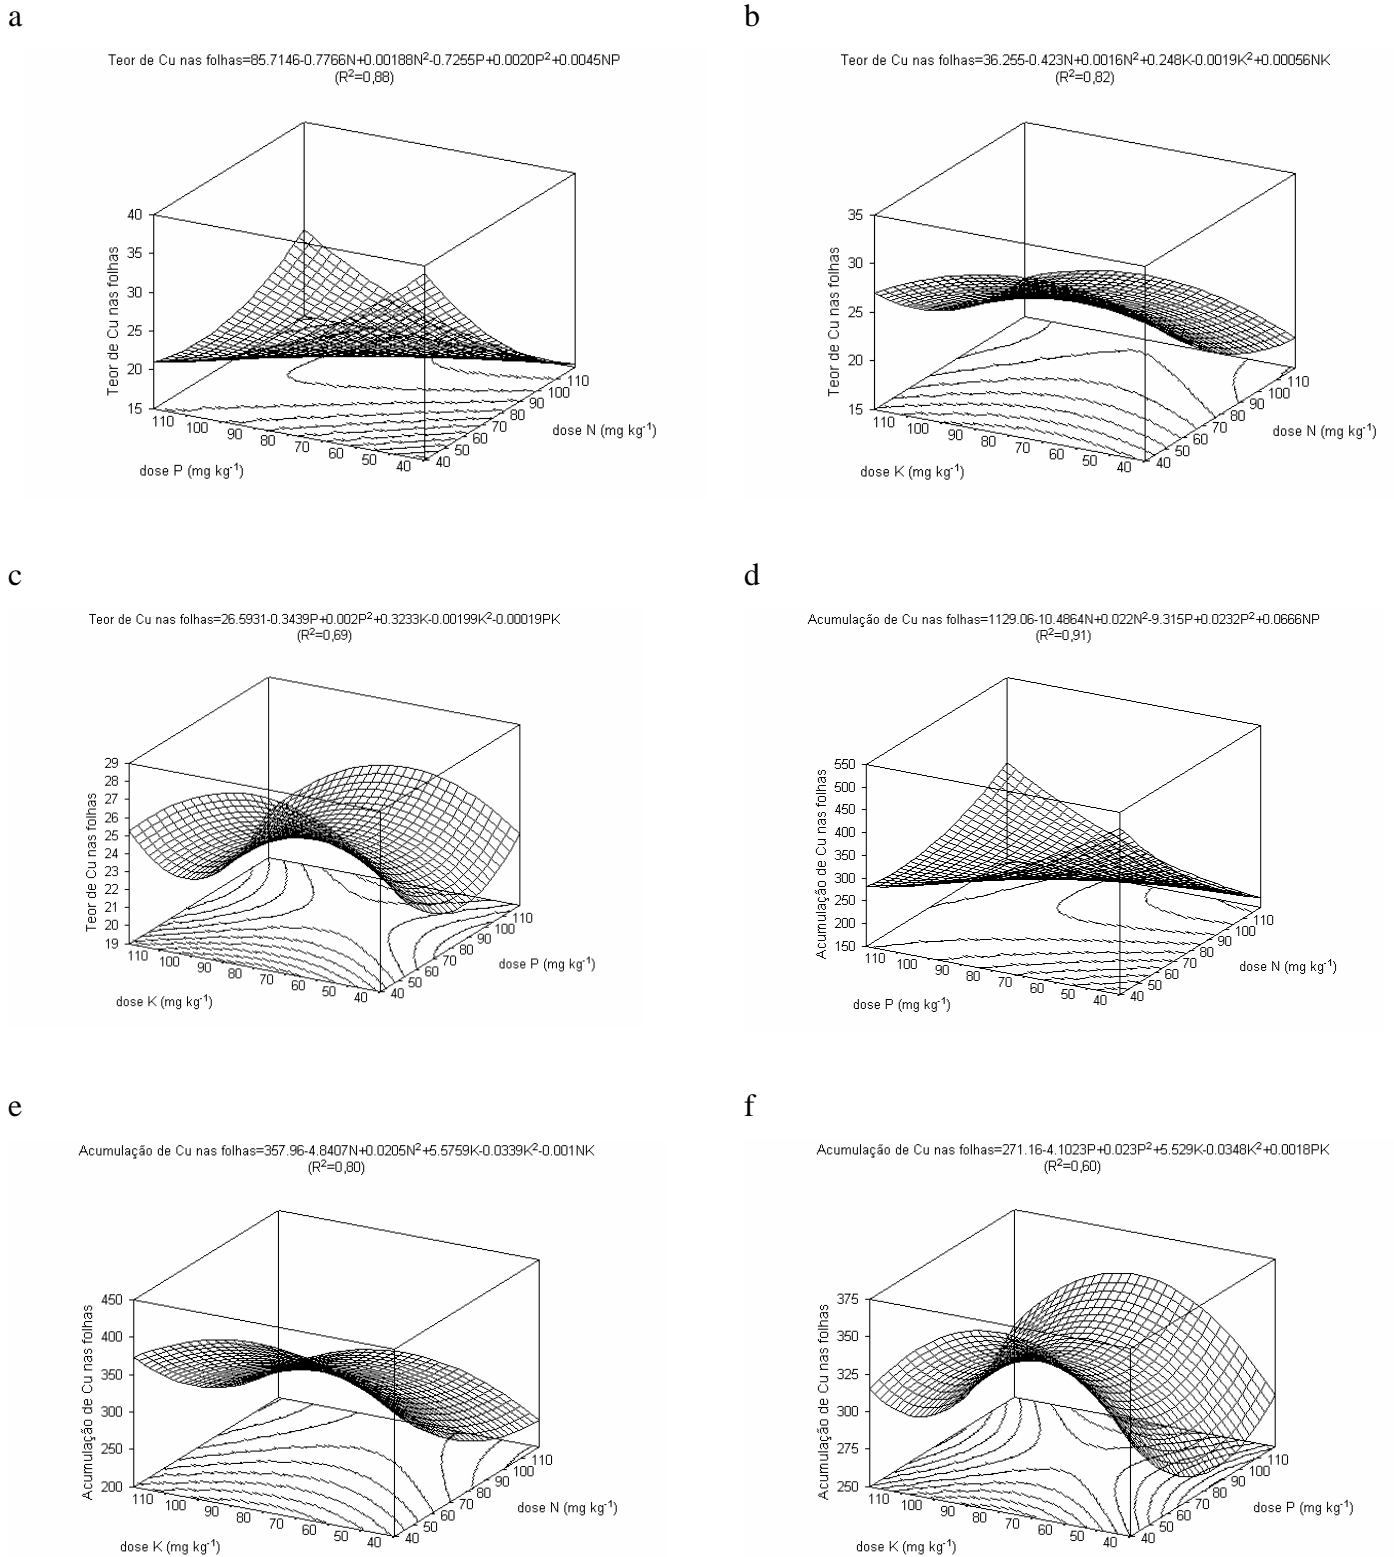 a
Teor de Cu nas folhas=85.7146-0.7766N+0.00188N²-0.7255P+0.0020P²+0.0045NP
(R²=0,88)
40
35
30
25
20
15
Teor de Cu nas folhas
110 100 90 80 70 60 50 40
dose P (mg kg⁻¹)
40 50 60 70 80 90 100 110
dose N (mg kg⁻¹)
b
Teor de Cu nas folhas=36.255-0.423N+0.0016N²+0.248K-0.0019K²+0.00056NK
(R²=0,82)
35
30
25
20
15
Teor de Cu nas folhas
110 100 90 80 70 60 50 40
dose K (mg kg⁻¹)
40 50 60 70 80 90 100 110
dose N (mg kg⁻¹)
c
Teor de Cu nas folhas=26.5931-0.3439P+0.002P²+0.3233K-0.00199K²-0.00019PK
(R²=0,69)
29
28
27
26
25
24
23
22
21
20
19
Teor de Cu nas folhas
110 100 90 80 70 60 50 40
dose K (mg kg⁻¹)
40 50 60 70 80 90 100 110
dose P (mg kg⁻¹)
d
Acumulação de Cu nas folhas=1129.06-10.4864N+0.022N²-9.315P+0.0232P²+0.0666NP
(R²=0,91)
550
500
450
400
350
300
250
200
150
Acumulação de Cu nas folhas
110 100 90 80 70 60 50 40
dose P (mg kg⁻¹)
40 50 60 70 80 90 100 110
dose N (mg kg⁻¹)
e
Acumulação de Cu nas folhas=357.96-4.8407N+0.0205N²+5.5759K-0.0339K²-0.001NK
(R²=0,80)
450
400
350
300
250
200
Acumulação de Cu nas folhas
110 100 90 80 70 60 50 40
dose K (mg kg⁻¹)
40 50 60 70 80 90 100 110
dose N (mg kg⁻¹)
f
Acumulação de Cu nas folhas=271.16-4.1023P+0.023P²+5.529K-0.0348K²+0.0018PK
(R²=0,60)
375
350
325
300
275
250
Acumulação de Cu nas folhas
110 100 90 80 70 60 50 40
dose K (mg kg⁻¹)
40 50 60 70 80 90 100 110
dose P (mg kg⁻¹)